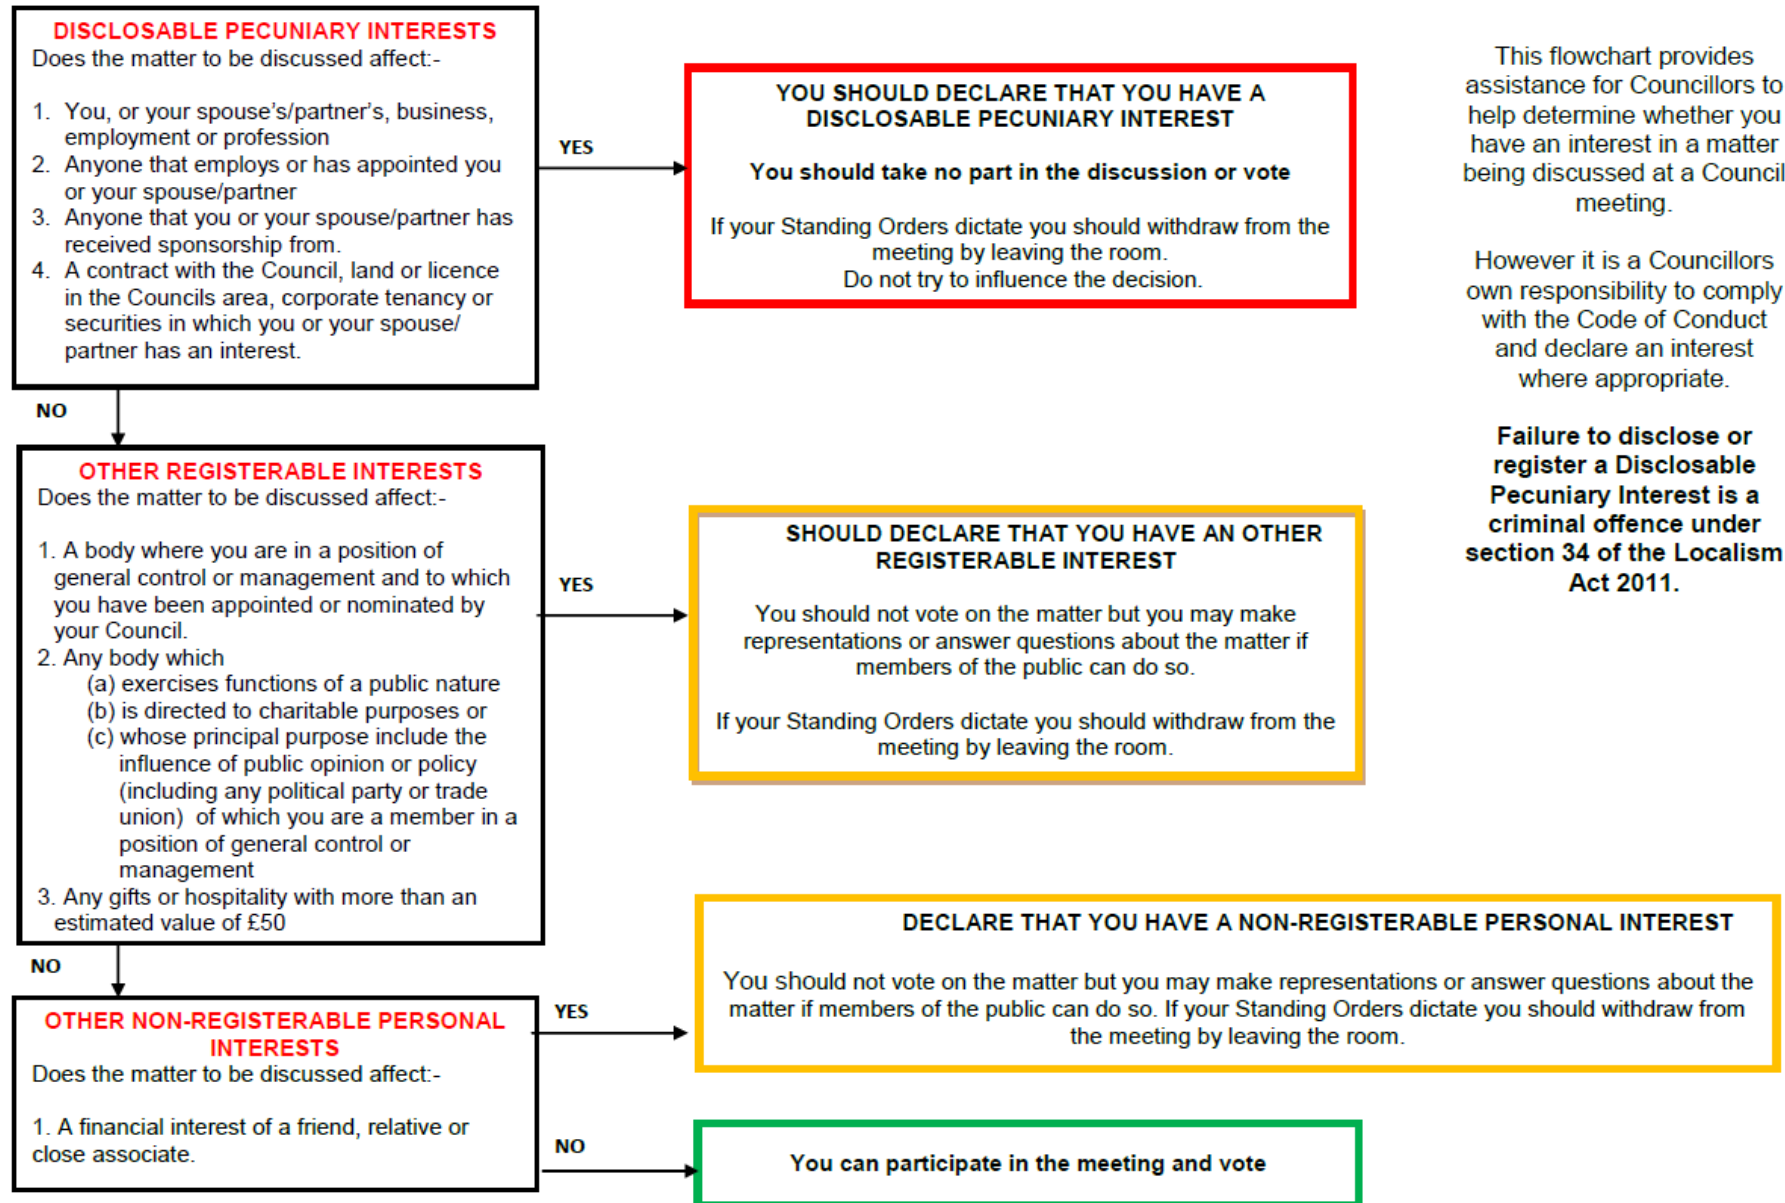 DISCLOSABLE PECUNIARY INTERESTS
Does the matter to be discussed affect:-
1. You, or your spouse's/partner's, business,
employment or profession
2. Anyone that employs or has appointed you
or your spouse/partner
3. Anyone that you or your spouse/partner has
received sponsorship from.
4. A contract with the Council, land or licence
in the Councils area, corporate tenancy or
securities in which you or your spouse/
partner has an interest.
YES
YOU SHOULD DECLARE THAT YOU HAVE A
DISCLOSABLE PECUNIARY INTEREST
You should take no part in the discussion or vote
If your Standing Orders dictate you should withdraw from the
meeting by leaving the room.
Do not try to influence the decision.
This flowchart provides
assistance for Councillors to
help determine whether you
have an interest in a matter
being discussed at a Council
meeting.
However it is a Councillors
own responsibility to comply
with the Code of Conduct
and declare an interest
where appropriate.
Failure to disclose or
register a Disclosable
Pecuniary Interest is a
criminal offence under
section 34 of the Localism
Act 2011.
NO
OTHER REGISTERABLE INTERESTS
Does the matter to be discussed affect:-
1. A body where you are in a position of
general control or management and to which
you have been appointed or nominated by
your Council.
2. Any body which
(a) exercises functions of a public nature
(b) is directed to charitable purposes or
(c) whose principal purpose include the
influence of public opinion or policy
(including any political party or trade
union) of which you are a member in a
position of general control or
management
3. Any gifts or hospitality with more than an
estimated value of £50
YES
SHOULD DECLARE THAT YOU HAVE AN OTHER
REGISTERABLE INTEREST
You should not vote on the matter but you may make
representations or answer questions about the matter if
members of the public can do so.
If your Standing Orders dictate you should withdraw from the
meeting by leaving the room.
NO
OTHER NON-REGISTERABLE PERSONAL
INTERESTS
Does the matter to be discussed affect:-
1. A financial interest of a friend, relative or
close associate.
YES
DECLARE THAT YOU HAVE A NON-REGISTERABLE PERSONAL INTEREST
You should not vote on the matter but you may make representations or answer questions about the
matter if members of the public can do so. If your Standing Orders dictate you should withdraw from
the meeting by leaving the room.
NO
You can participate in the meeting and vote